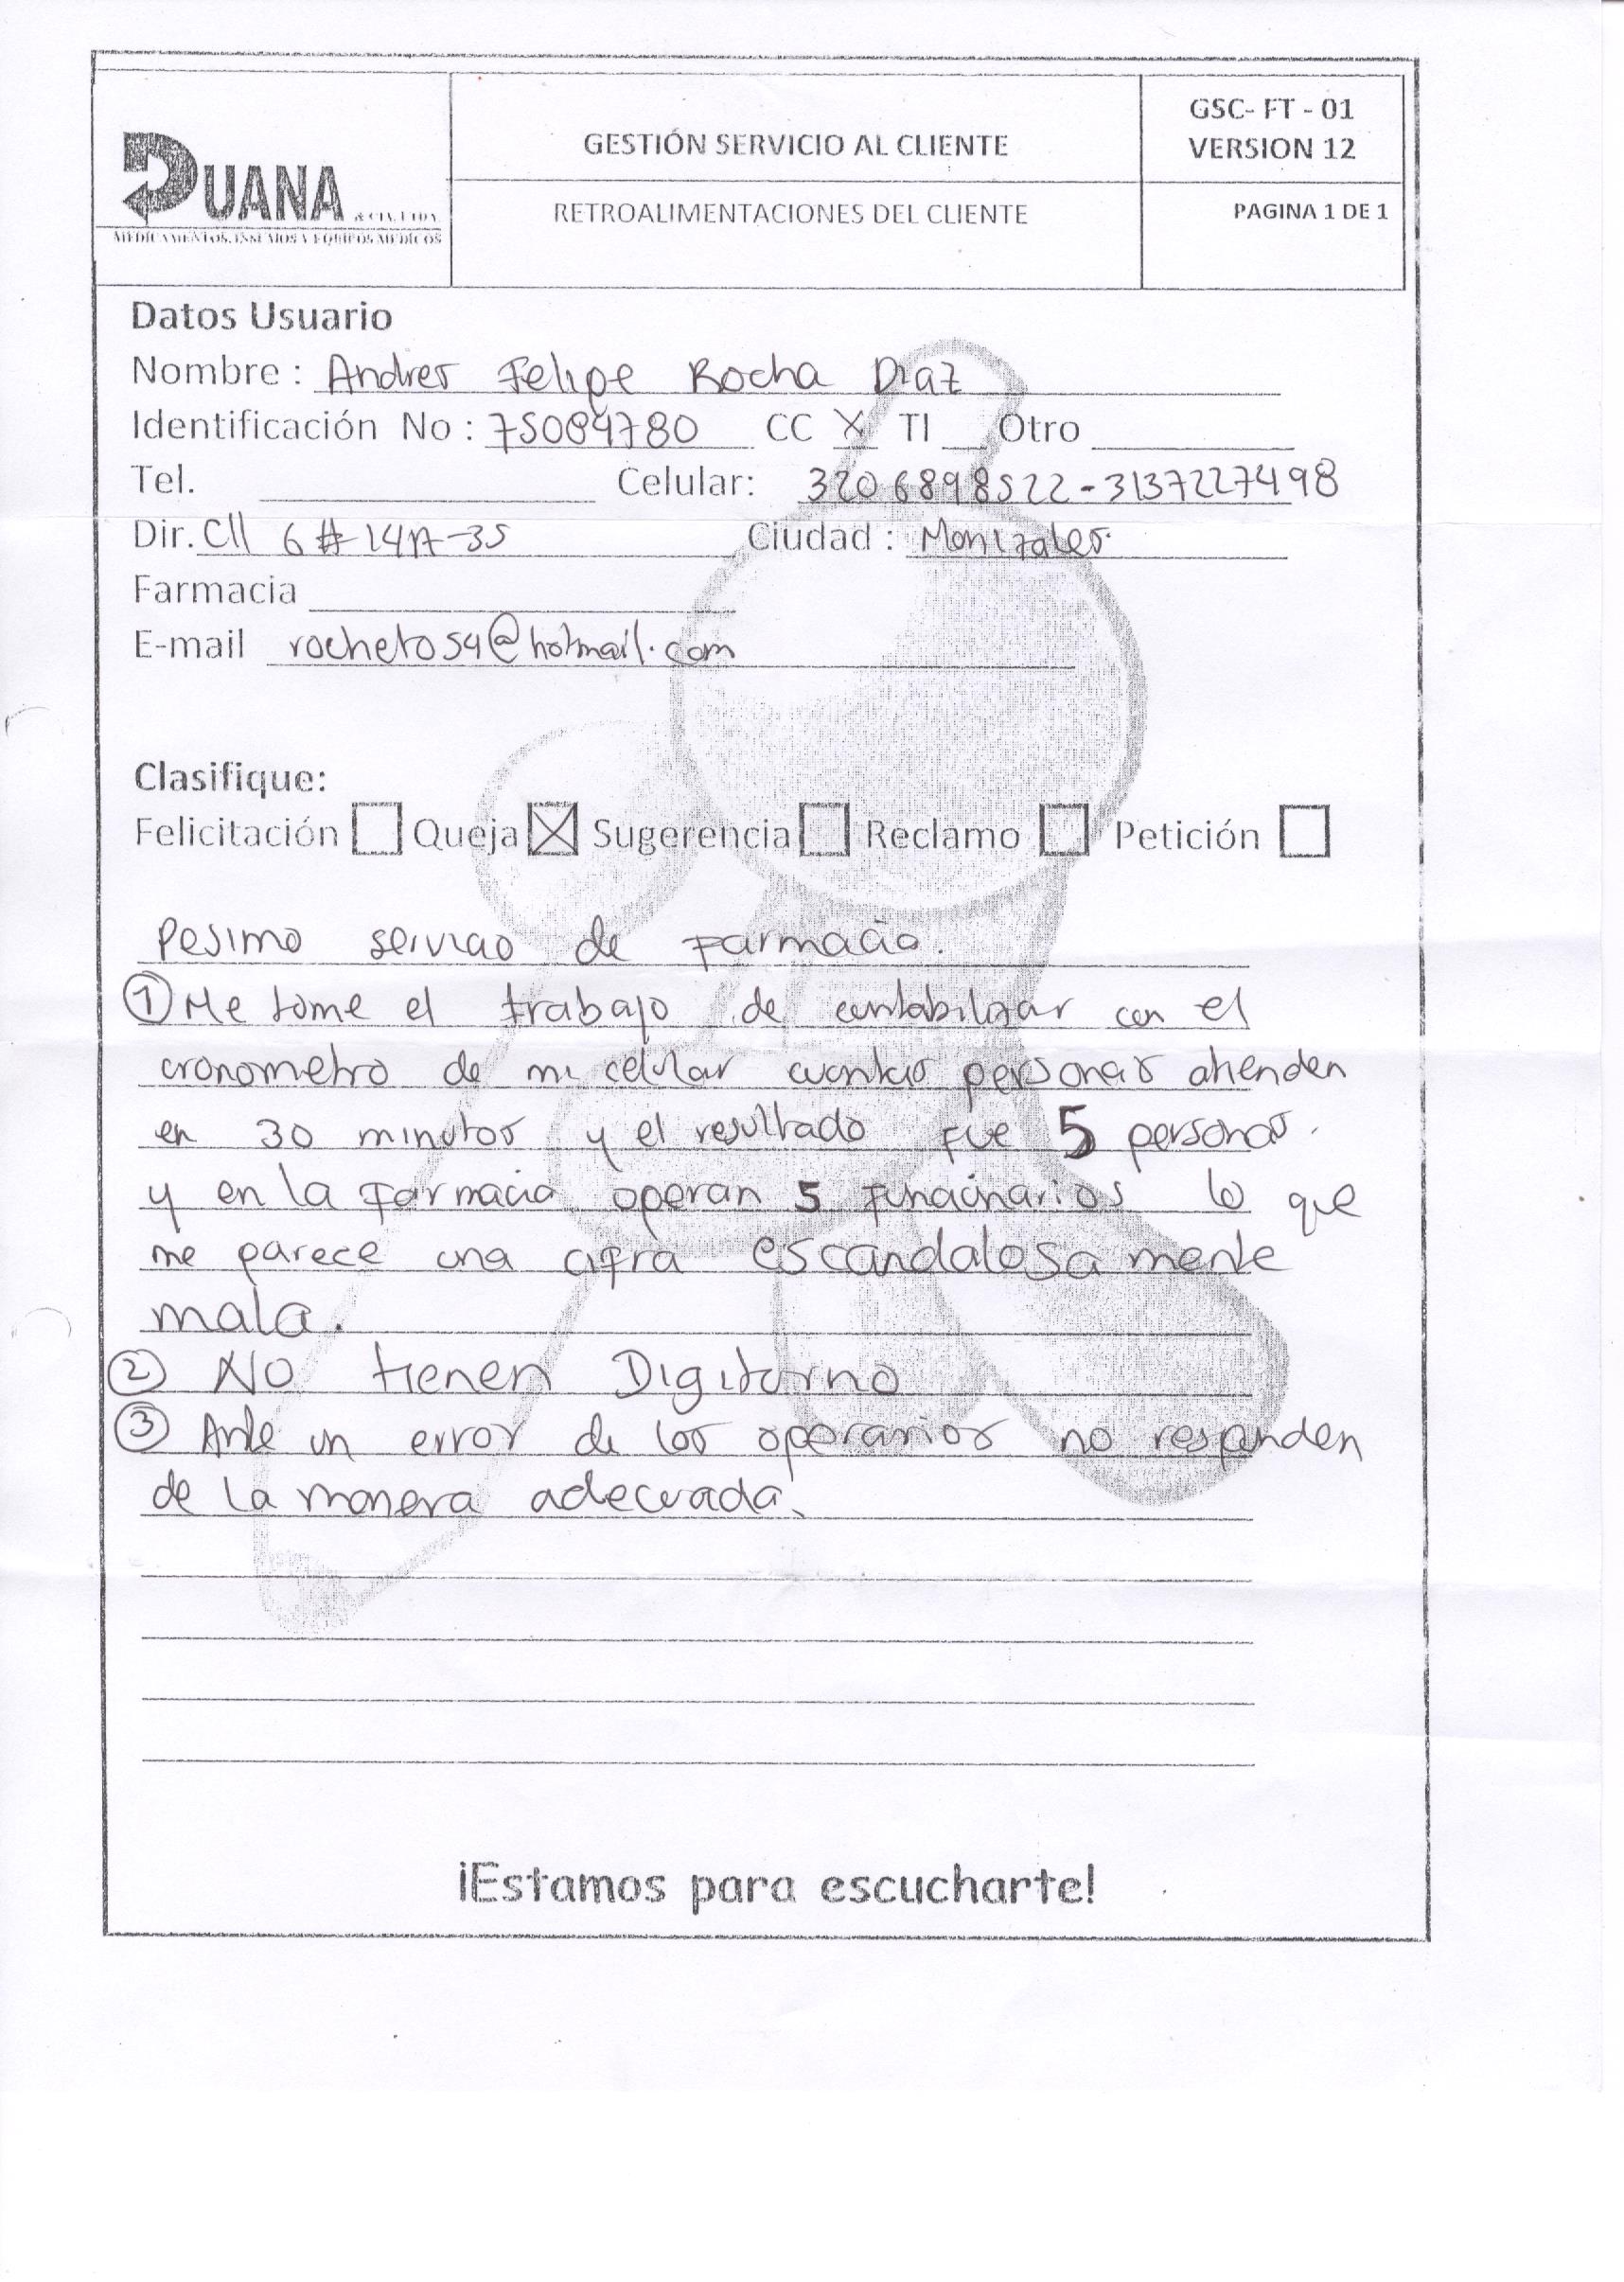 DUANA & CIA. LTDA.
MEDICAMENTOS, INSUMOS Y EQUIPOS MEDICOS
GESTIÓN SERVICIO AL CLIENTE
RETROALIMENTACIONES DEL CLIENTE
GSC- FT - 01
VERSION 12
PAGINA 1 DE 1
Datos Usuario
Nombre : Andres Felipe Rocha Diaz
Identificación No : 75089780 CC X TI Otro
Tel. Celular: 3206898522-3137227498
Dir. Cll 6 # 14A-35 Ciudad : Manizales.
Farmacia
E-mail rocheto54@hotmail.com
Clasifique:
Felicitación Queja X Sugerencia Reclamo Petición
Pesimo servicio de Farmacia.
① Me tome el trabajo de contabilizar con el
cronometro de mi celular cuantas personas atienden
en 30 minutos y el resultado fue 5 personas.
y en la Farmacia operan 5 Funcionarios lo que
me parece una cifra escandalosamente
mala.
② No tienen Digiturno
③ Ante un error de los operarios no responden
de la manera adecuada.
¡Estamos para escucharte!